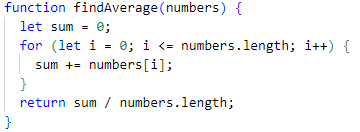 function findAverage(numbers) {
  let sum = 0;
  for (let i = 0; i <= numbers.length; i++) {
    sum += numbers[i];
  }
  return sum / numbers.length;
}